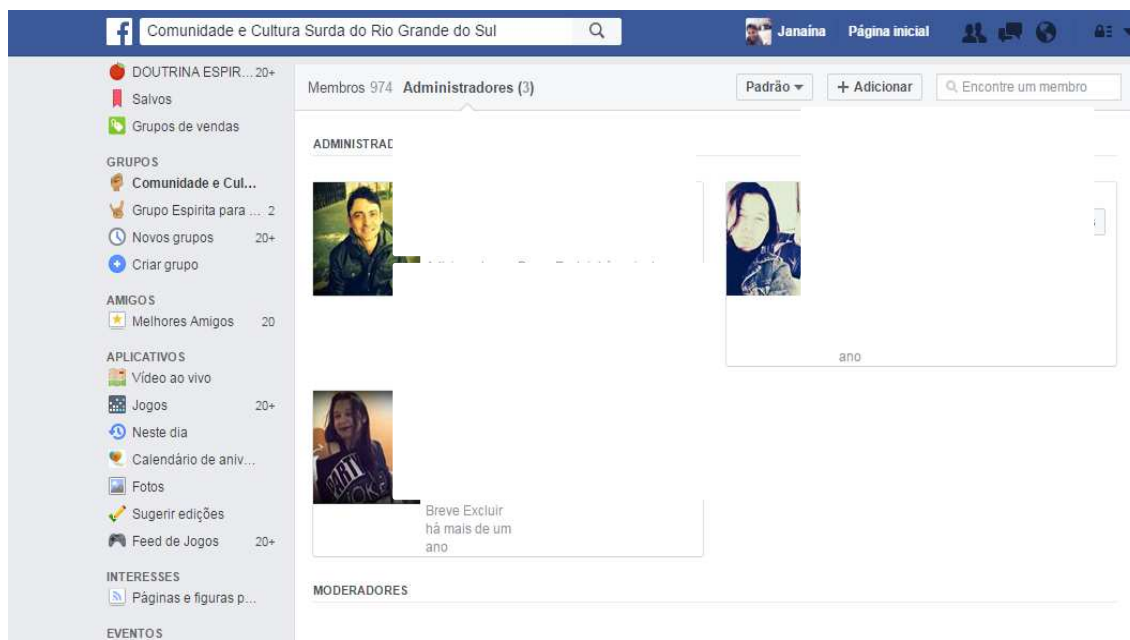 f Comunidade e Cultura Surda do Rio Grande do Sul Janaína Página inicial
DOUTRINA ESPIR... 20+
Salvos
Grupos de vendas
GRUPOS
Comunidade e Cul...
Grupo Espirita para ... 2
Novos grupos 20+
Criar grupo
AMIGOS
Melhores Amigos 20
APLICATIVOS
Vídeo ao vivo
Jogos 20+
Neste dia
Calendário de aniv...
Fotos
Sugerir edições
Feed de Jogos 20+
INTERESSES
Páginas e figuras p...
EVENTOS
Membros 974 Administradores (3) Padrão + Adicionar Encontre um membro
ADMINISTRAD
ano
PARTY
Breve Excluir
há mais de um
ano
MODERADORES